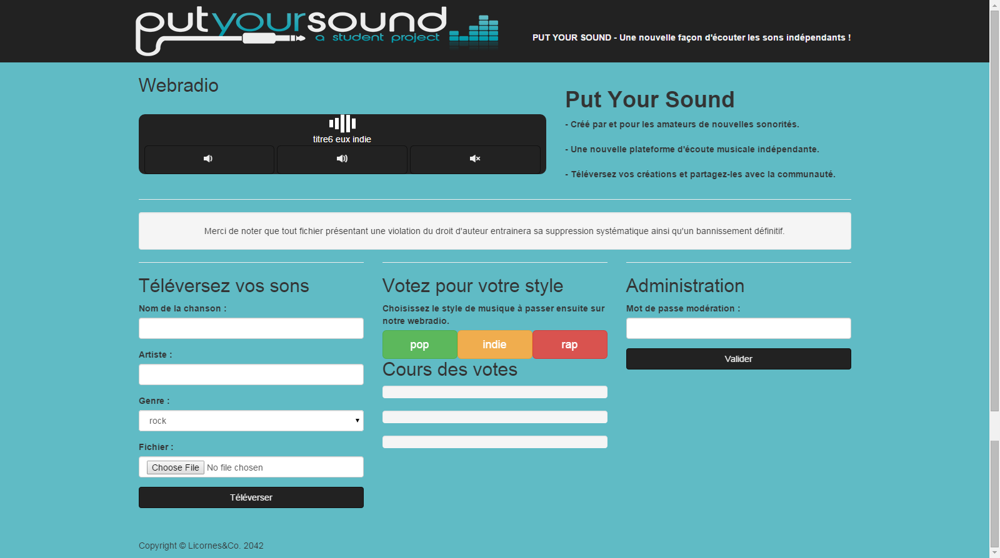 putyoursound
a student project
PUT YOUR SOUND - Une nouvelle façon d'écouter les sons indépendants !
Webradio
titre6 eux indie
Put Your Sound
- Créé par et pour les amateurs de nouvelles sonorités.
- Une nouvelle plateforme d'écoute musicale indépendante.
- Téléversez vos créations et partagez-les avec la communauté.
Merci de noter que tout fichier présentant une violation du droit d'auteur entrainera sa suppression systématique ainsi qu'un bannissement définitif.
Téléversez vos sons
Nom de la chanson :
Artiste :
Genre :
rock
Fichier :
Choose File No file chosen
Téléverser
Votez pour votre style
Choisissez le style de musique à passer ensuite sur
notre webradio.
pop indie rap
Cours des votes
Administration
Mot de passe modération :
Valider
Copyright © Licornes&Co. 2042